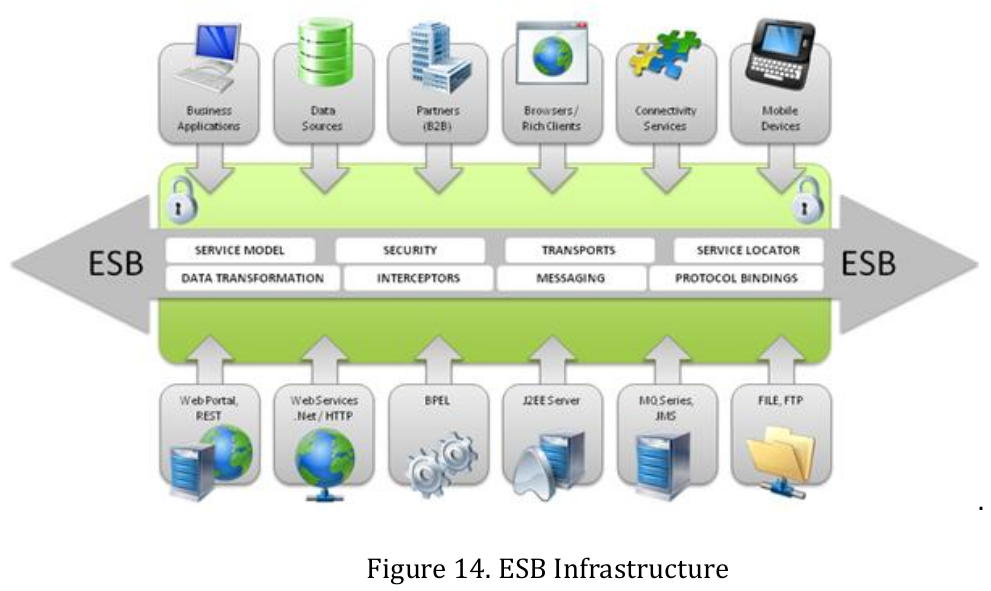 Business
Applications
Data
Sources
Partners
(B2B)
Browsers /
Rich Clients
Connectivity
Services
Mobile
Devices
ESB
SERVICE MODEL
SECURITY
TRANSPORTS
SERVICE LOCATOR
DATA TRANSFORMATION
INTERCEPTORS
MESSAGING
PROTOCOL BINDINGS
ESB
Web Portal,
REST
Web Services
.Net / HTTP
BPEL
J2EE Server
MQ Series,
JMS
FILE, FTP
.
Figure 14. ESB Infrastructure